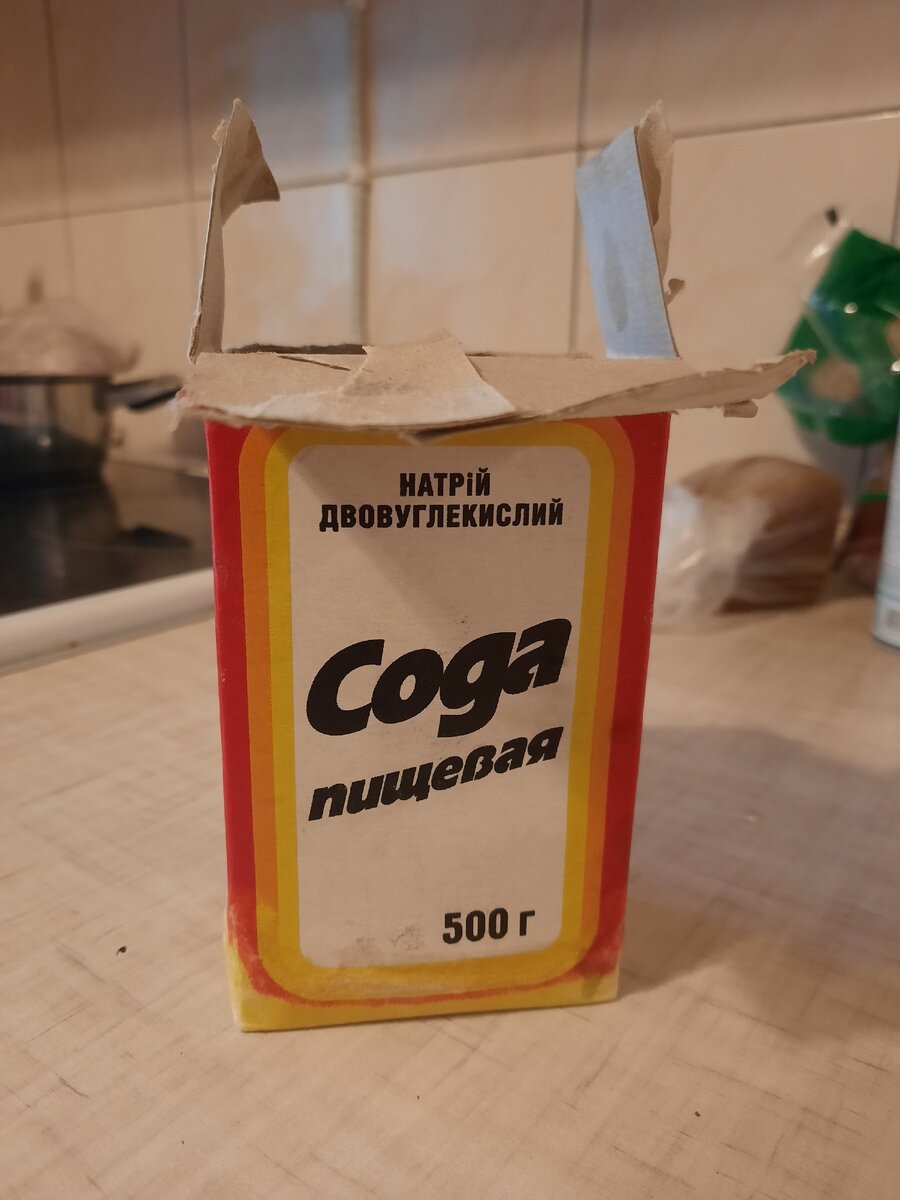 НАТРіЙ
ДВОВУГЛЕКИСЛИЙ
Сода
пищевая
500 г